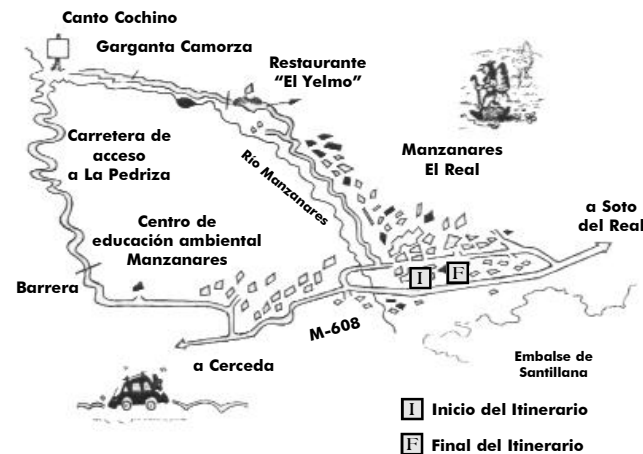 Canto Cochino
Garganta Camorza
Restaurante
"El Yelmo"
Carretera de
acceso
a La Pedriza
Río Manzanares
Manzanares
El Real
a Soto
del Real
Centro de
educación ambiental
Manzanares
Barrera
I
F
M-608
a Cerceda
Embalse de
Santillana
I Inicio del Itinerario
F Final del Itinerario